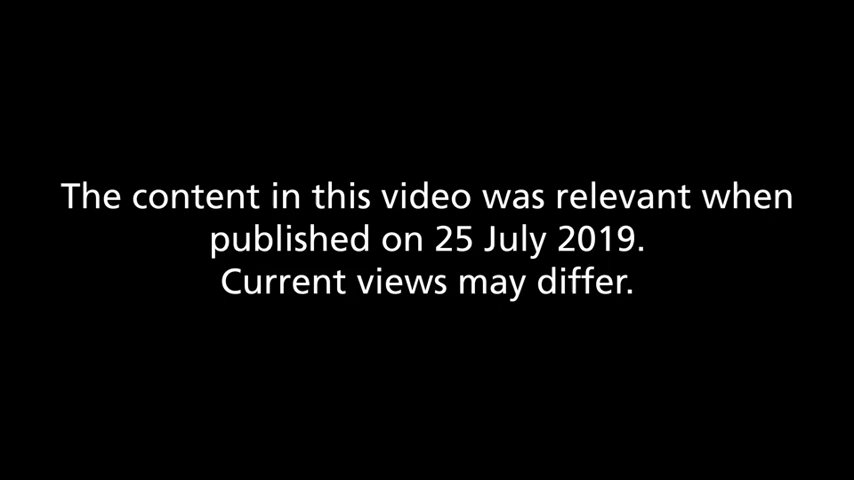 The content in this video was relevant when
published on 25 July 2019.
Current views may differ.